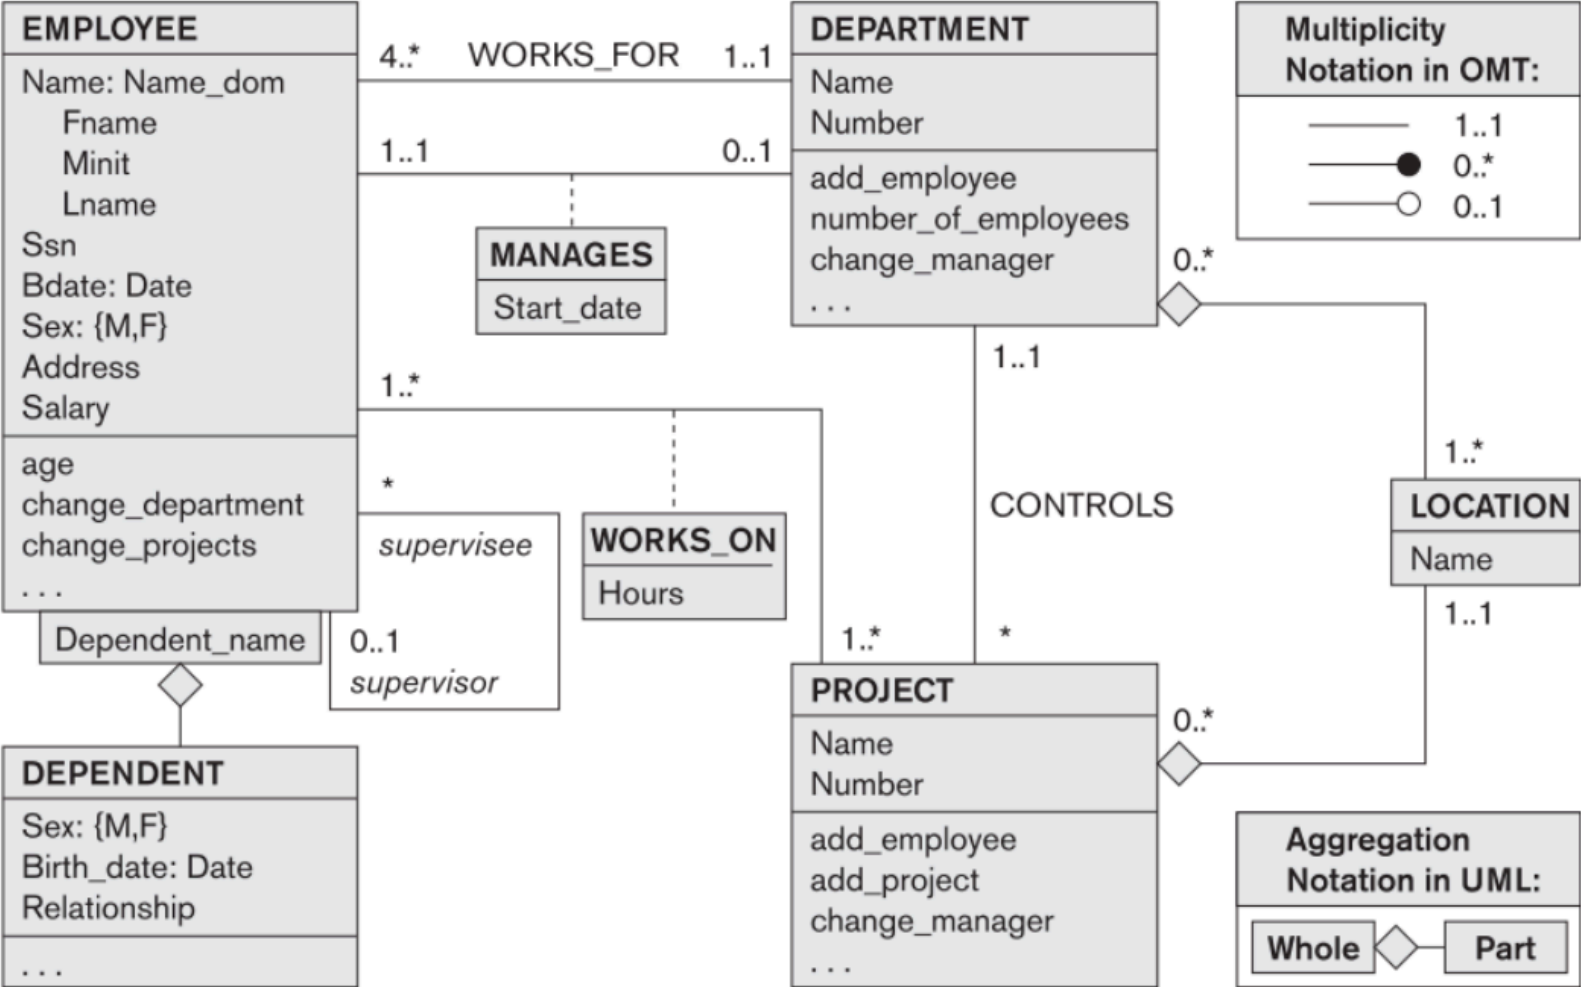 EMPLOYEE
Name: Name_dom
Fname
Minit
Lname
Ssn
Bdate: Date
Sex: {M,F}
Address
Salary
age
change_department
change_projects
. . .
Dependent_name
DEPENDENT
Sex: {M,F}
Birth_date: Date
Relationship
. . .
4..*
WORKS_FOR
1..1
1..1
0..1
MANAGES
Start_date
1..*
*
supervisee
0..1
supervisor
WORKS_ON
Hours
1..*
DEPARTMENT
Name
Number
add_employee
number_of_employees
change_manager
. . .
0..*
1..1
CONTROLS
*
PROJECT
Name
Number
add_employee
add_project
change_manager
. . .
0..*
1..*
LOCATION
Name
1..1
Multiplicity
Notation in OMT:
1..1
0..*
0..1
Aggregation
Notation in UML:
Whole
Part